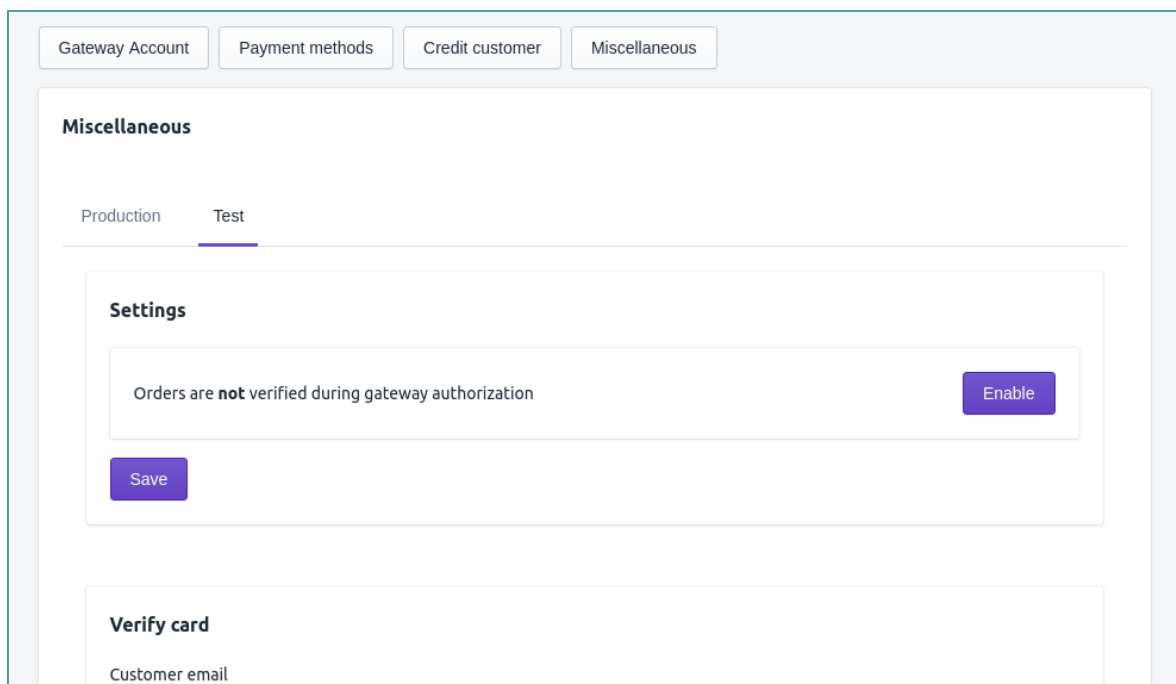 Gateway Account Payment methods Credit customer Miscellaneous
Miscellaneous
Production Test
Settings
Orders are not verified during gateway authorization Enable
Save
Verify card
Customer email